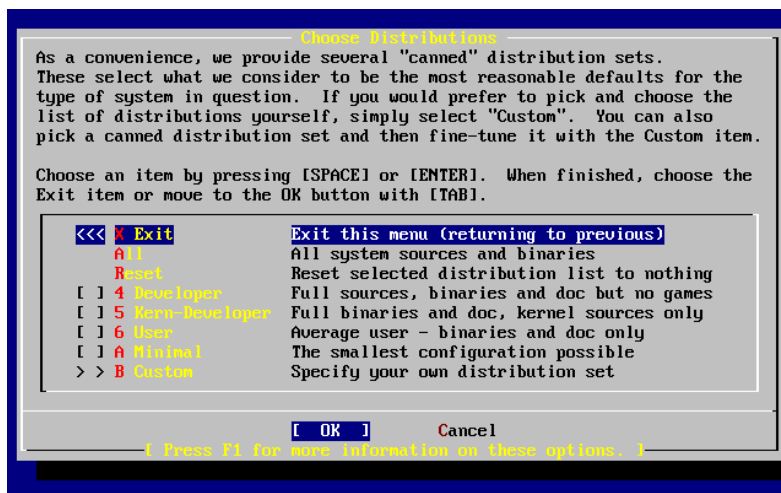 Choose Distributions
As a convenience, we provide several "canned" distribution sets.
These select what we consider to be the most reasonable defaults for the
type of system in question.  If you would prefer to pick and choose the
list of distributions yourself, simply select "Custom".  You can also
pick a canned distribution set and then fine-tune it with the Custom item.
Choose an item by pressing [SPACE] or [ENTER].  When finished, choose the
Exit item or move to the OK button with [TAB].
<<< X Exit Exit this menu (returning to previous)
All All system sources and binaries
Reset Reset selected distribution list to nothing
[ ] 4 Developer Full sources, binaries and doc but no games
[ ] 5 Kern-Developer Full binaries and doc, kernel sources only
[ ] 6 User Average user - binaries and doc only
[ ] A Minimal The smallest configuration possible
> > B Custom Specify your own distribution set
[ OK ] Cancel
[ Press F1 for more information on these options. ]